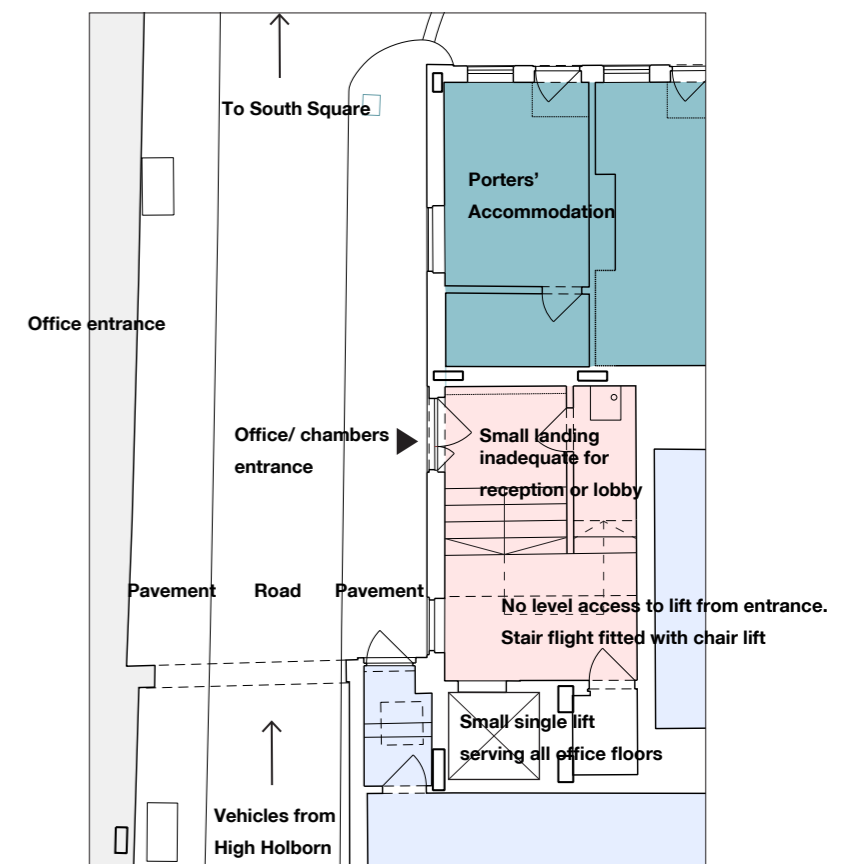 To South Square
Porters’
Accommodation
Office entrance
Office/ chambers
entrance
Small landing
inadequate for
reception or lobby
Pavement
Road
Pavement
No level access to lift from entrance.
Stair flight fitted with chair lift
Small single lift
serving all office floors
Vehicles from
High Holborn